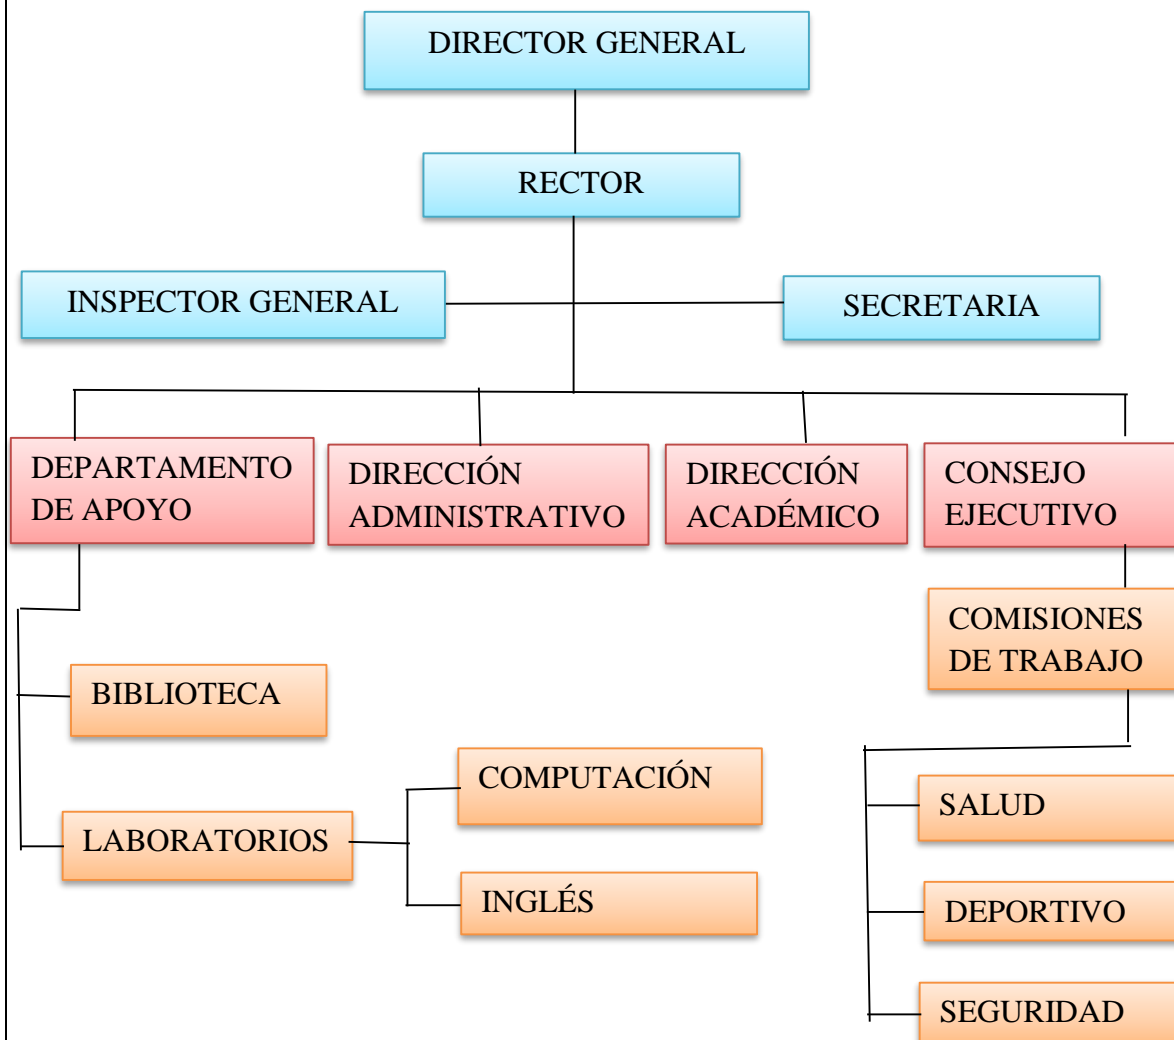 DIRECTOR GENERAL
RECTOR
INSPECTOR GENERAL
SECRETARIA
DEPARTAMENTO
DE APOYO
DIRECCIÓN
ADMINISTRATIVO
DIRECCIÓN
ACADÉMICO
CONSEJO
EJECUTIVO
COMISIONES
DE TRABAJO
BIBLIOTECA
COMPUTACIÓN
SALUD
LABORATORIOS
INGLÉS
DEPORTIVO
SEGURIDAD